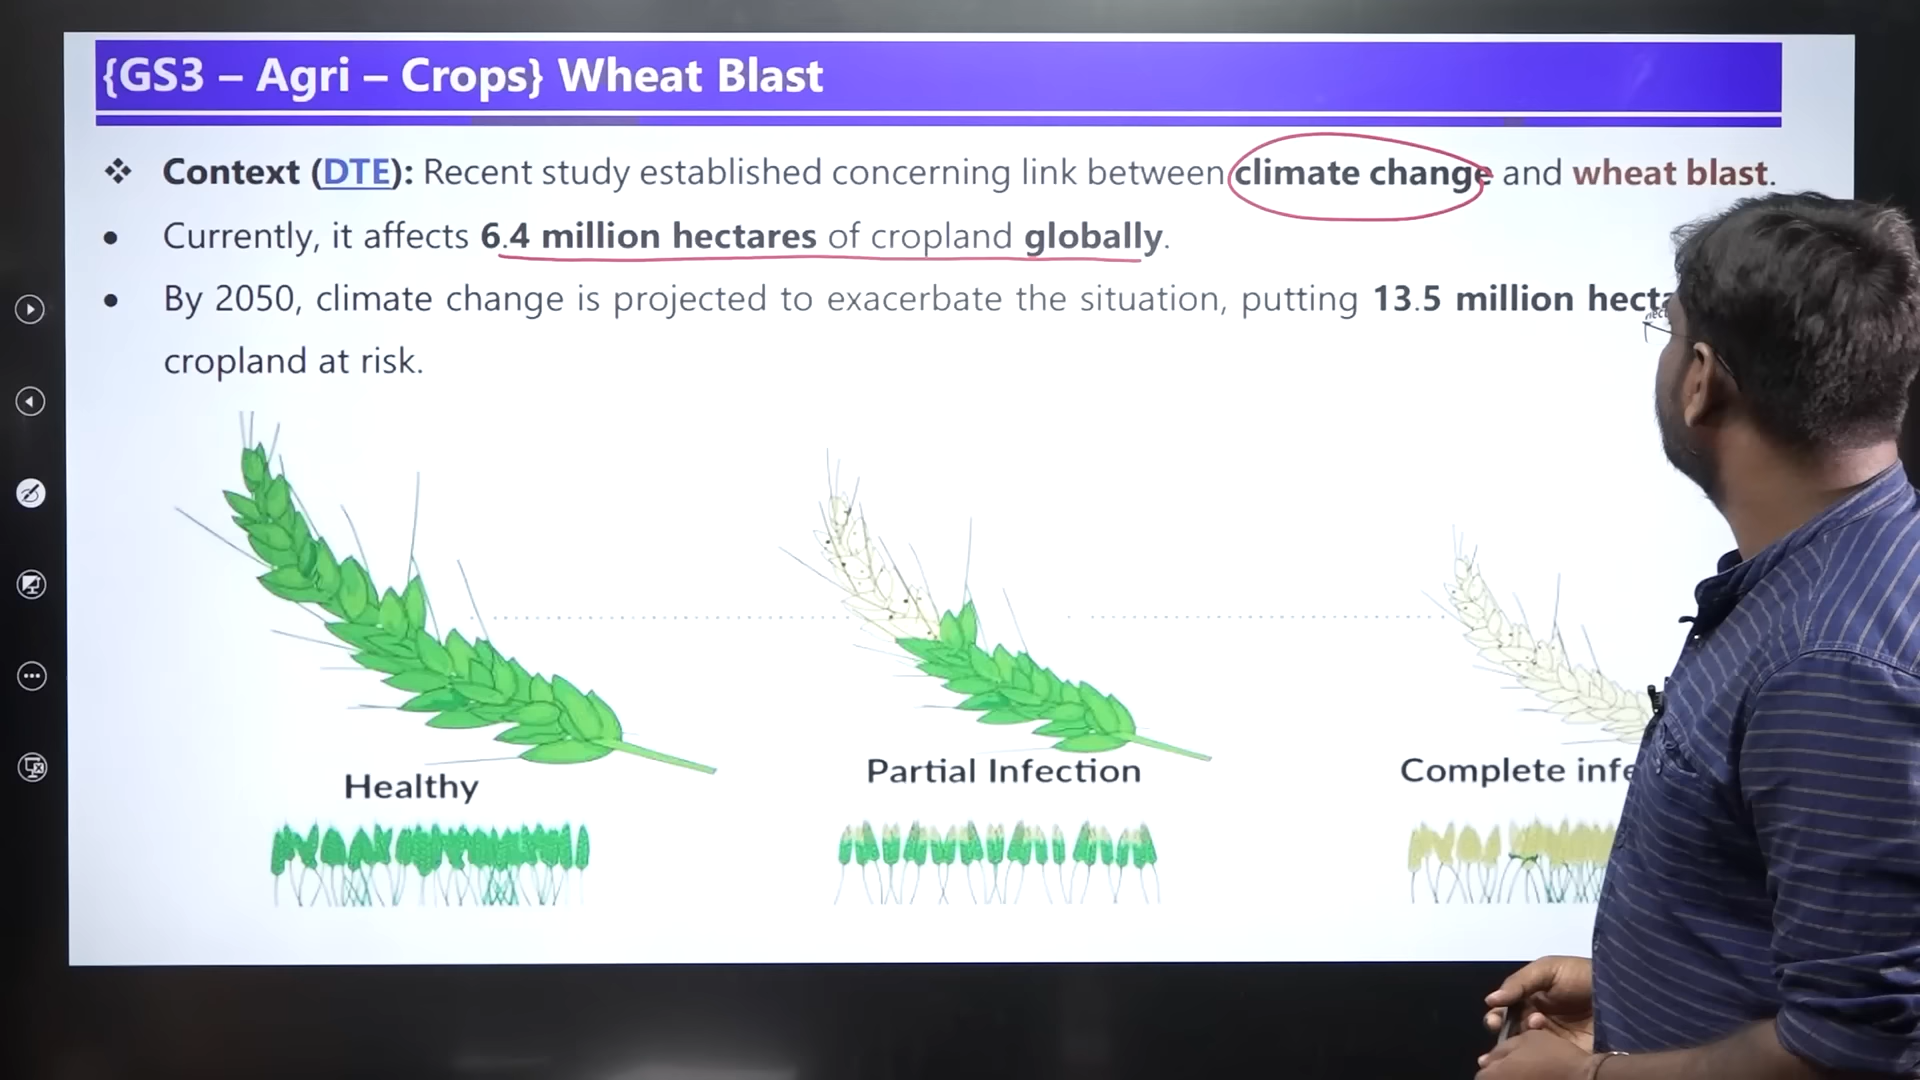 {GS3 – Agri – Crops} Wheat Blast
❖ Context (DTE): Recent study established concerning link between climate change and wheat blast.
• Currently, it affects 6.4 million hectares of cropland globally.
• By 2050, climate change is projected to exacerbate the situation, putting 13.5 million hecta
cropland at risk.
Healthy
Partial Infection
Complete infe